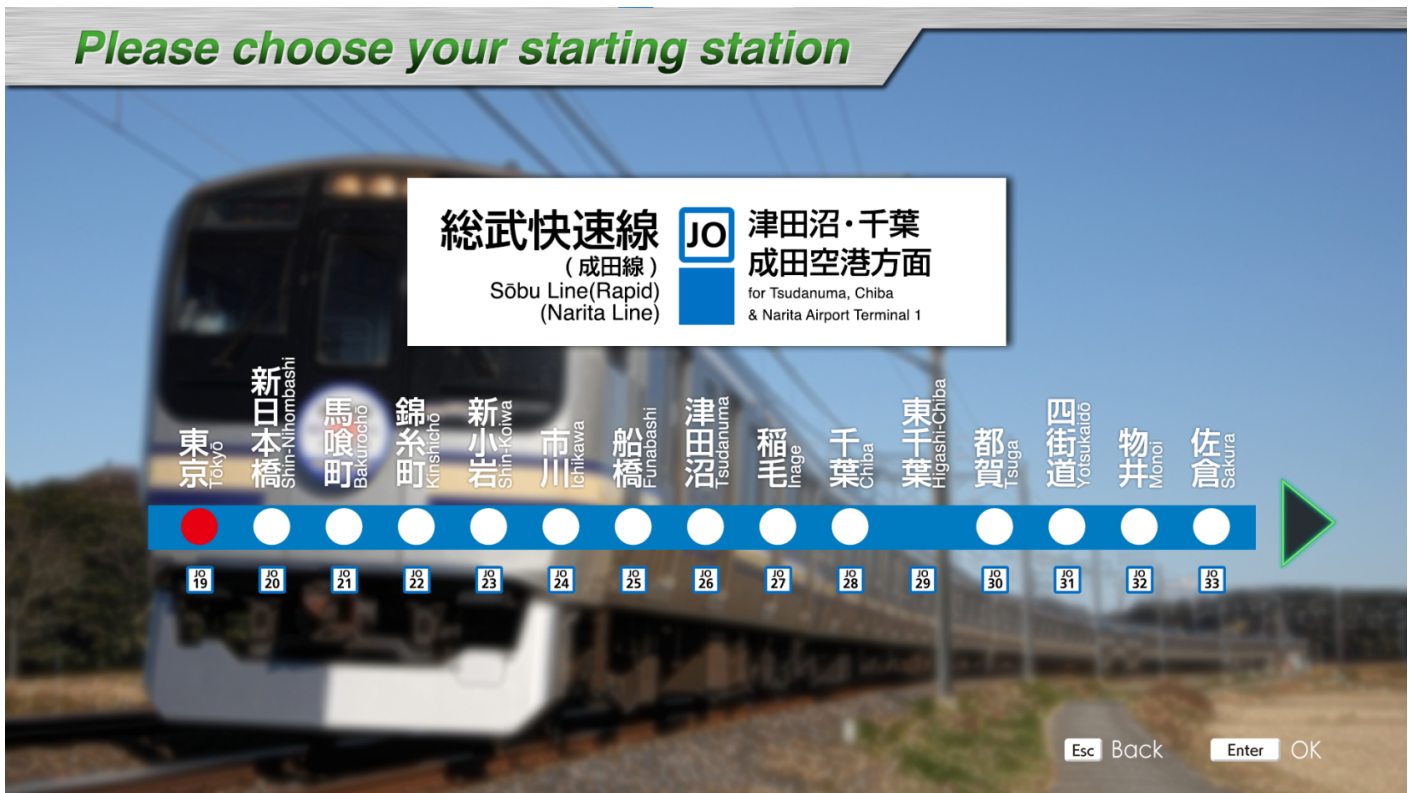 Please choose your starting station
総武快速線
(成田線)
Sōbu Line(Rapid)
(Narita Line)
JO
津田沼・千葉
成田空港方面
for Tsudanuma, Chiba
& Narita Airport Terminal 1
東京
Tōkyō
新日本橋
Shin-Nihombashi
馬喰町
Bakurochō
錦糸町
Kinshichō
新小岩
Shin-Koiwa
市川
Ichikawa
船橋
Funabashi
津田沼
Tsudanuma
稲毛
Inage
千葉
Chiba
東千葉
Higashi-Chiba
都賀
Tsuga
四街道
Yotsukaidō
物井
Monoi
佐倉
Sakura
JO
19
JO
20
JO
21
JO
22
JO
23
JO
24
JO
25
JO
26
JO
27
JO
28
JO
29
JO
30
JO
31
JO
32
JO
33
Esc Back
Enter OK